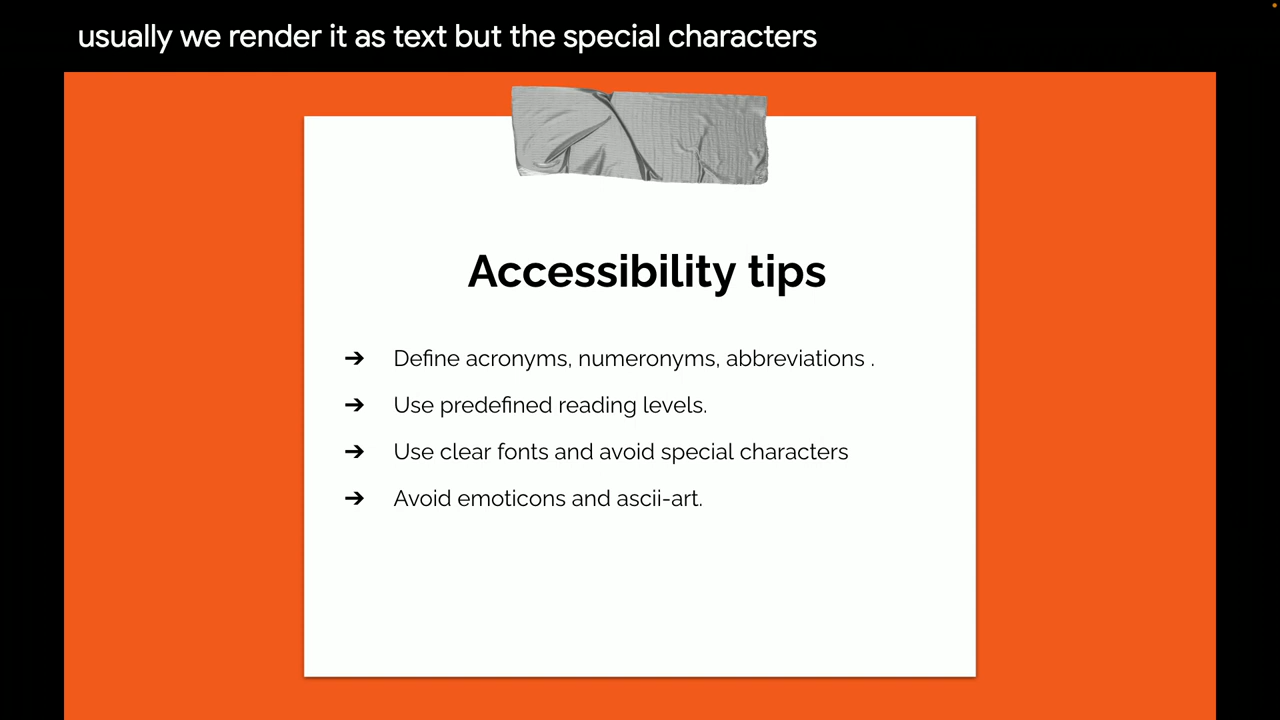 usually we render it as text but the special characters
Accessibility tips
➔ Define acronyms, numeronyms, abbreviations .
➔ Use predefined reading levels.
➔ Use clear fonts and avoid special characters
➔ Avoid emoticons and ascii-art.